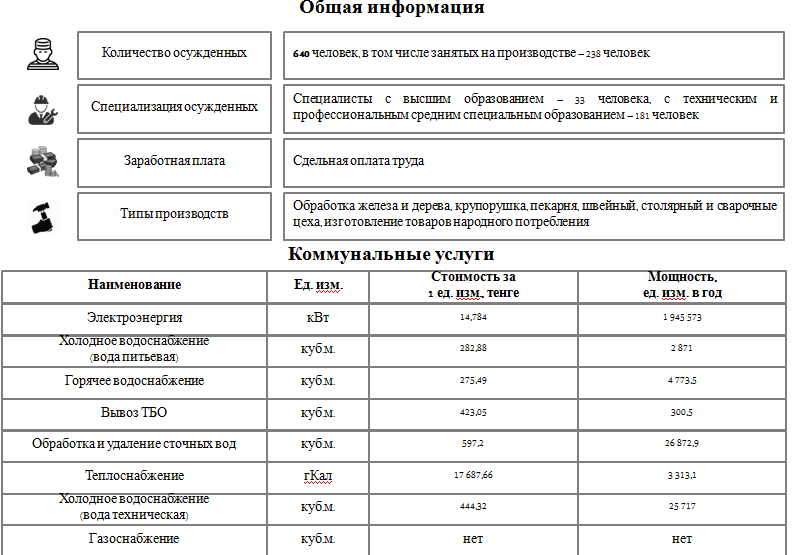 Общая информация
Количество осужденных
640 человек, в том числе занятых на производстве – 238 человек
Специализация осужденных
Специалисты с высшим образованием – 33 человека, с техническим и
профессиональным средним специальным образованием – 181 человек
Заработная плата
Сдельная оплата труда
Типы производств
Обработка железа и дерева, крупорушка, пекарня, швейный, столярный и сварочные
цеха, изготовление товаров народного потребления
Коммунальные услуги
Наименование
Ед. изм.
Стоимость за
1 ед. изм., тенге
Мощность,
ед. изм. в год
Электроэнергия
кВт
14,784
1 945 573
Холодное водоснабжение
(вода питьевая)
куб.м.
282,88
2 871
Горячее водоснабжение
куб.м.
275,49
4 773,5
Вывоз ТБО
куб.м.
423,05
300,5
Обработка и удаление сточных вод
куб.м.
597,2
26 872,9
Теплоснабжение
гКал
17 687,66
3 313,1
Холодное водоснабжение
(вода техническая)
куб.м.
444,32
25 717
Газоснабжение
куб.м.
нет
нет